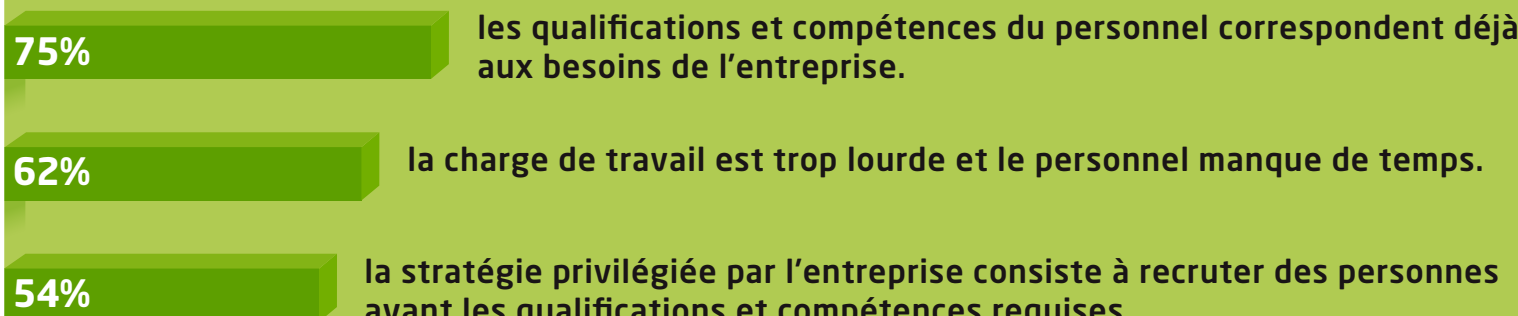 75%
les qualifications et compétences du personnel correspondent déjà
aux besoins de l’entreprise.
62%
la charge de travail est trop lourde et le personnel manque de temps.
54%
la stratégie privilégiée par l’entreprise consiste à recruter des personnes
ayant les qualifications et compétences requises